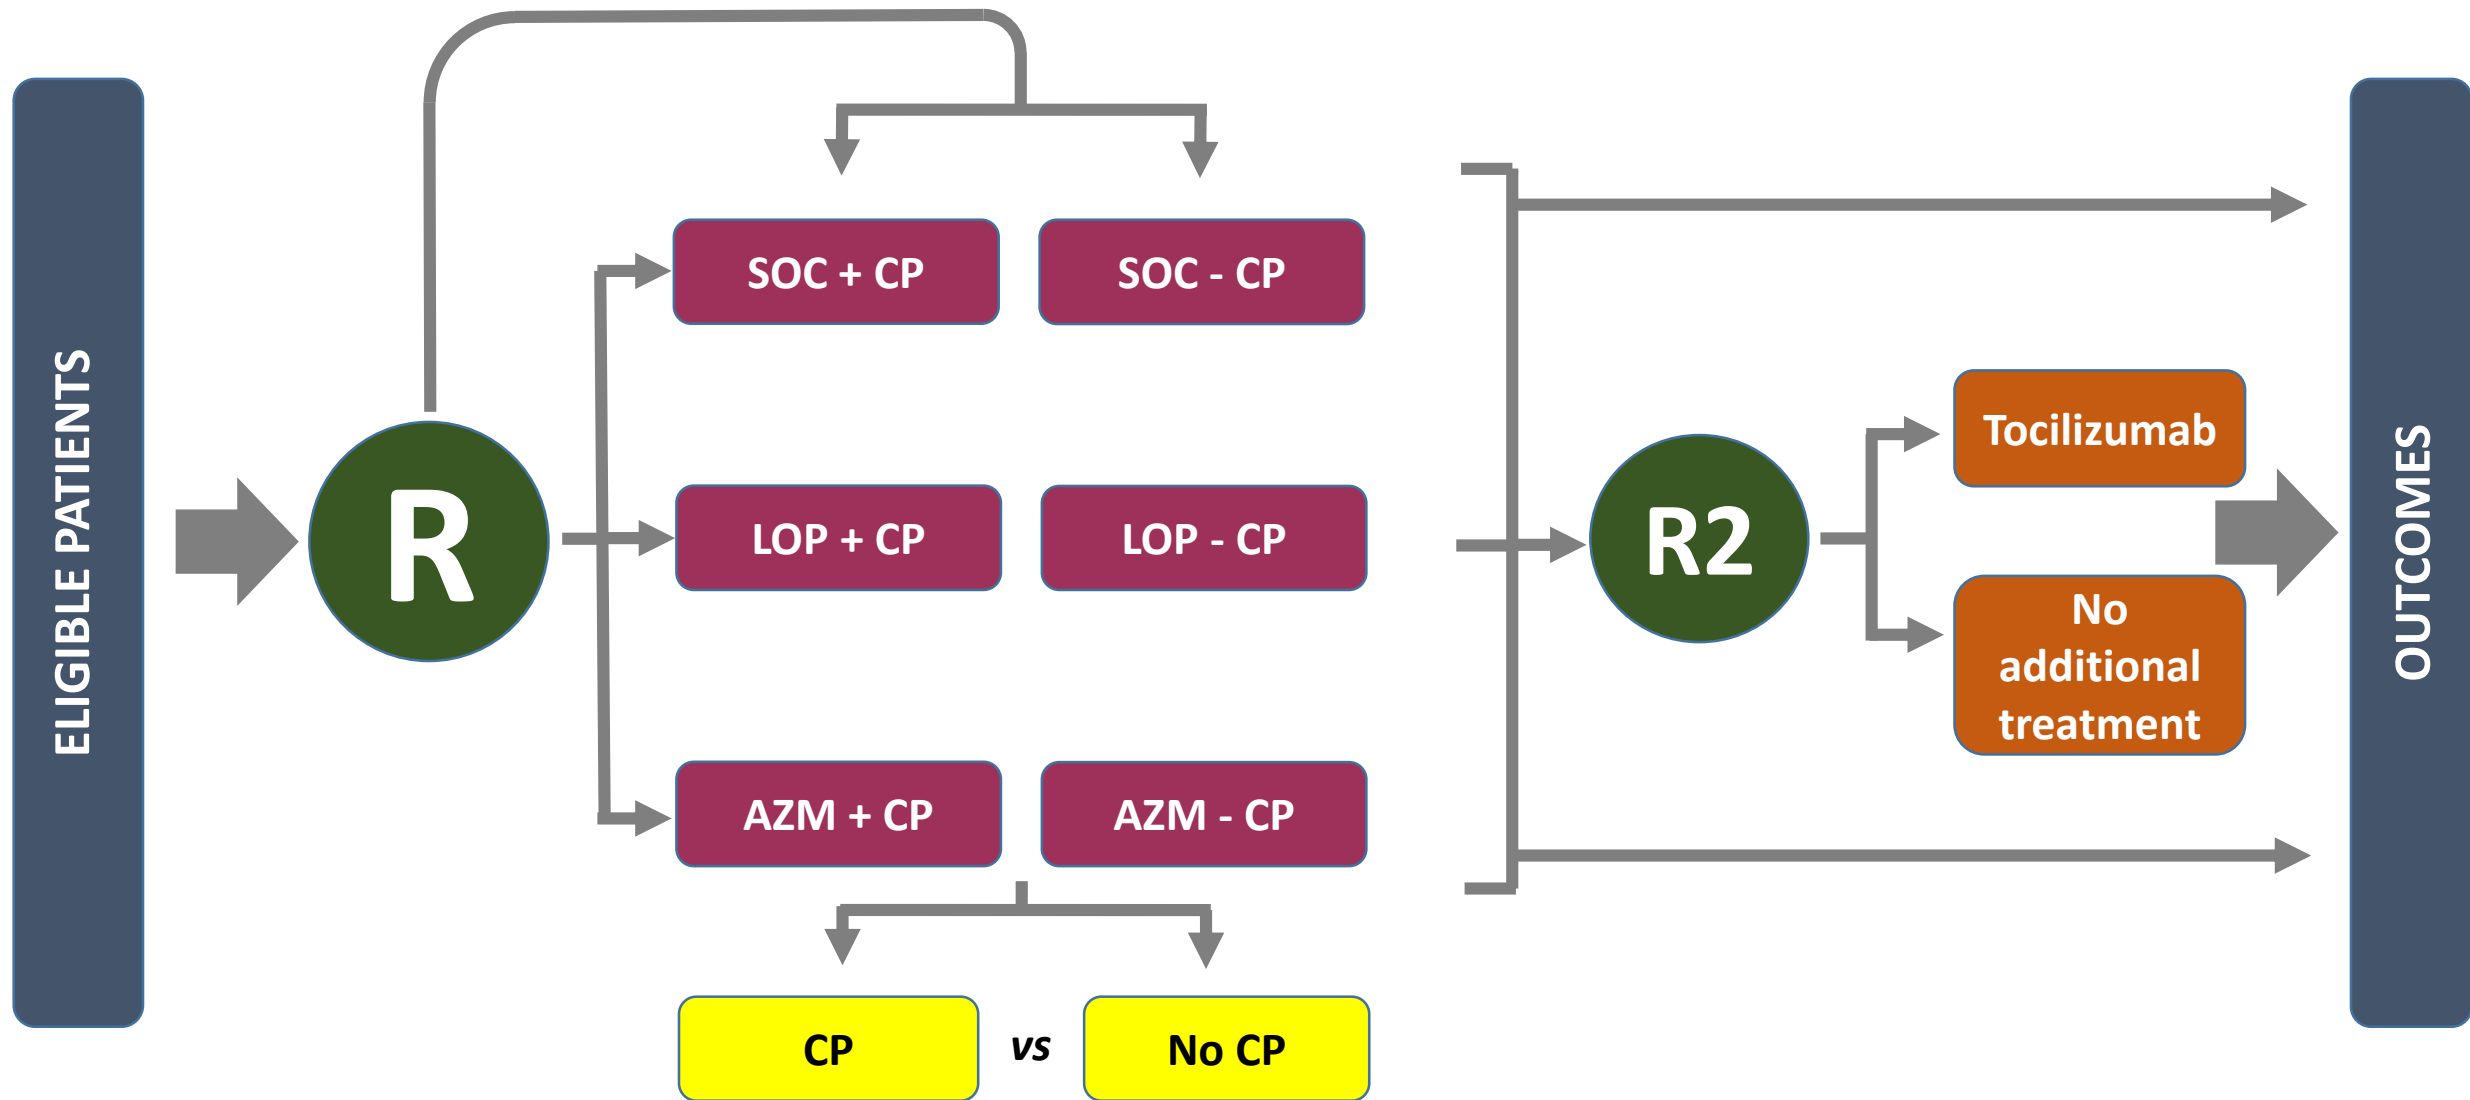 ELIGIBLE PATIENTS
R
SOC + CP
SOC - CP
LOP + CP
LOP - CP
AZM + CP
AZM - CP
CP
vs
No CP
R2
Tocilizumab
No
additional
treatment
OUTCOMES